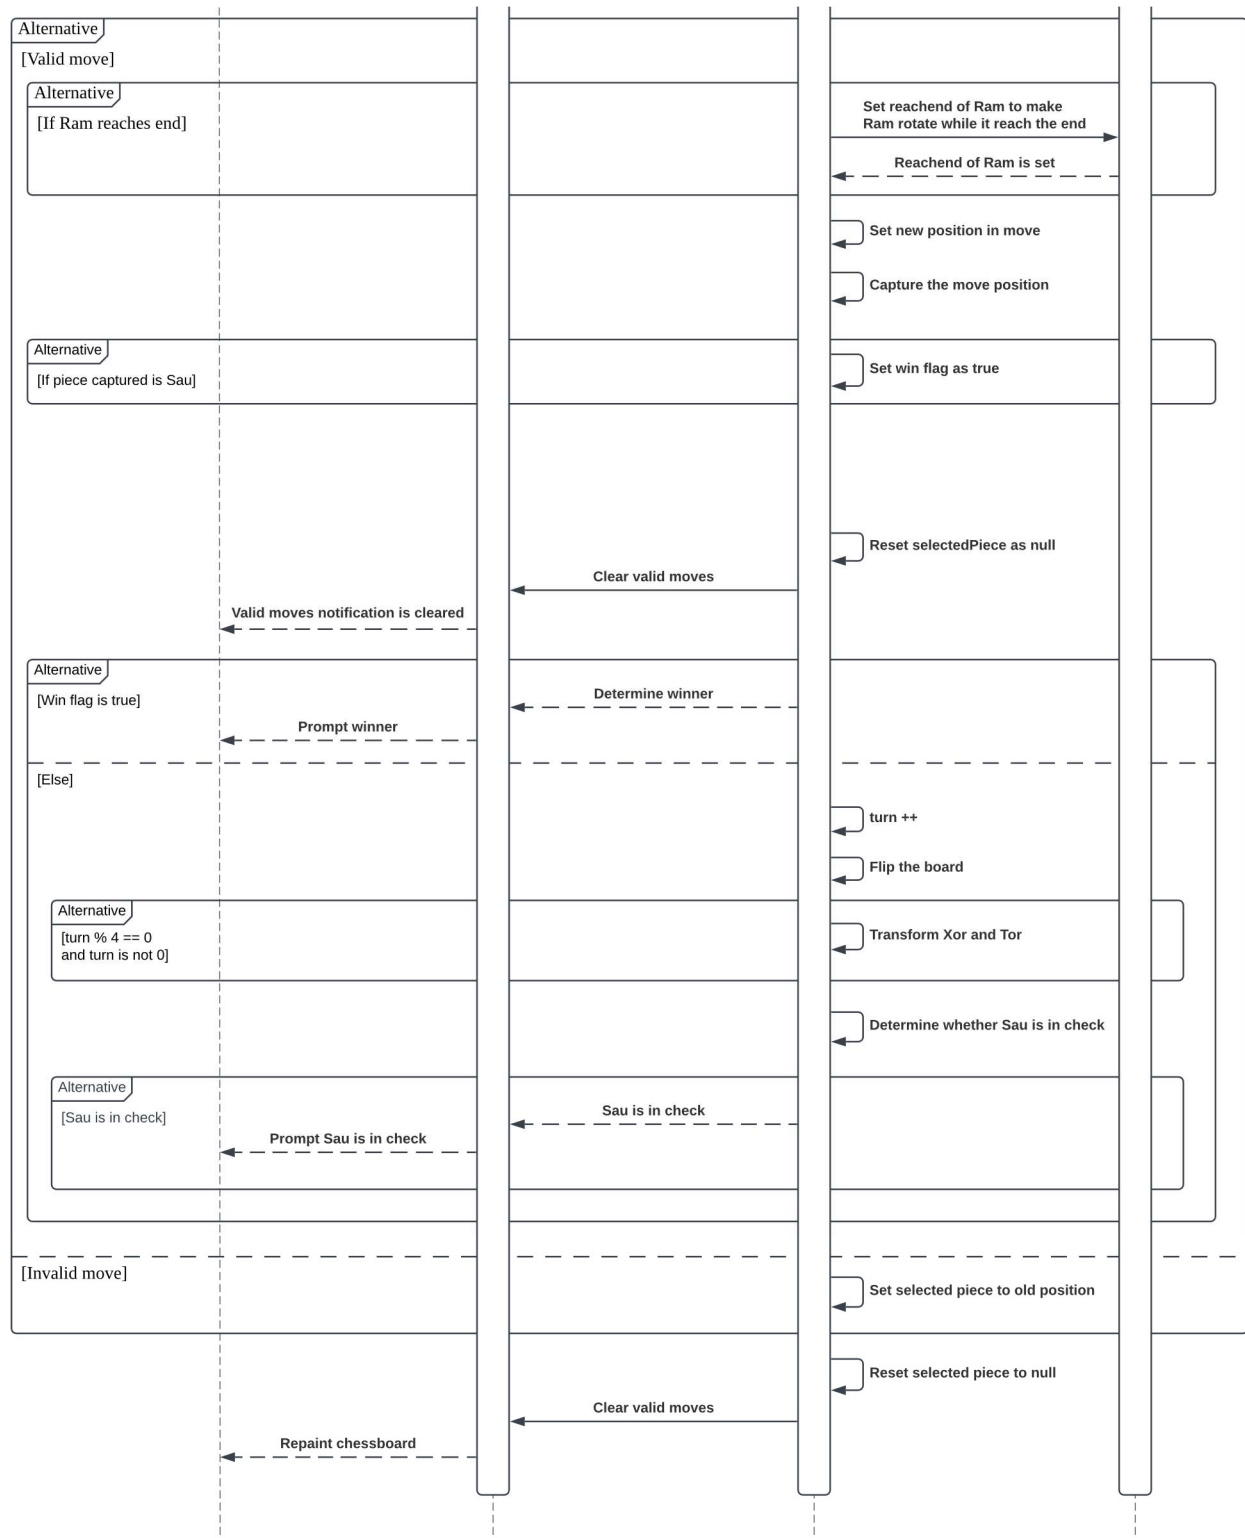 Alternative
[Valid move]
Alternative
[If Ram reaches end]
Set reachend of Ram to make
Ram rotate while it reach the end
Reachend of Ram is set
Set new position in move
Capture the move position
Alternative
[If piece captured is Sau]
Set win flag as true
Reset selectedPiece as null
Clear valid moves
Valid moves notification is cleared
Alternative
[Win flag is true]
Determine winner
Prompt winner
[Else]
turn ++
Flip the board
Alternative
[turn % 4 == 0
and turn is not 0]
Transform Xor and Tor
Determine whether Sau is in check
Alternative
[Sau is in check]
Sau is in check
Prompt Sau is in check
[Invalid move]
Set selected piece to old position
Reset selected piece to null
Clear valid moves
Repaint chessboard